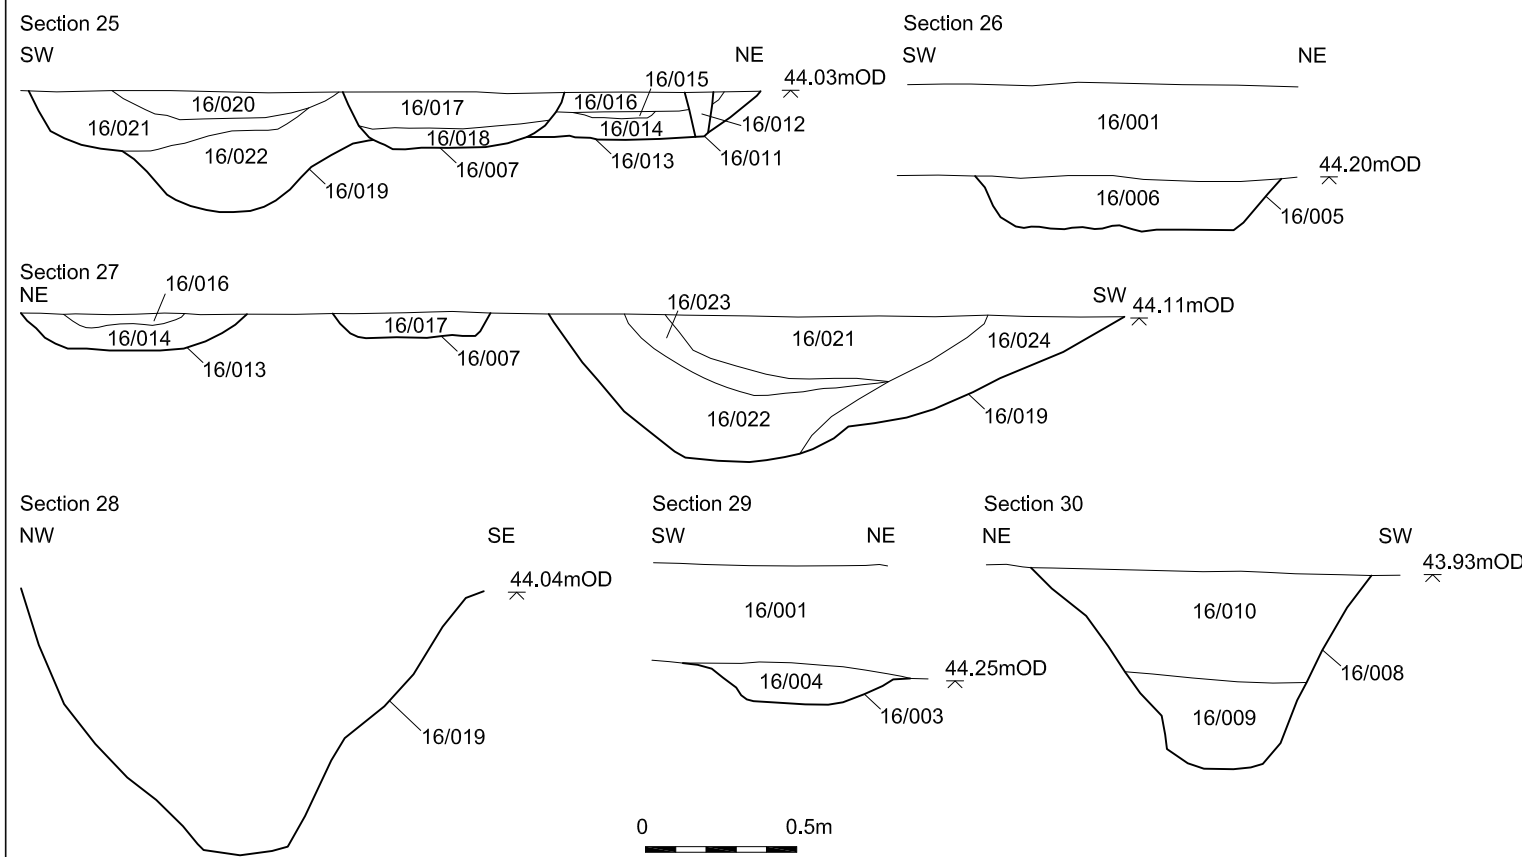 Section 25
SW NE
44.03mOD
16/015
16/020 16/017 16/016
16/021 16/018 16/014 16/012
16/022 16/007 16/013 16/011
16/019
Section 26
SW NE
16/001
44.20mOD
16/006
16/005
Section 27
NE SW
44.11mOD
16/016 16/023
16/014 16/017 16/021 16/024
16/013 16/007
16/022 16/019
Section 28
NW SE
44.04mOD
16/019
Section 29
SW NE
16/001
44.25mOD
16/004
16/003
Section 30
NE SW
43.93mOD
16/010
16/008
16/009
0 0.5m